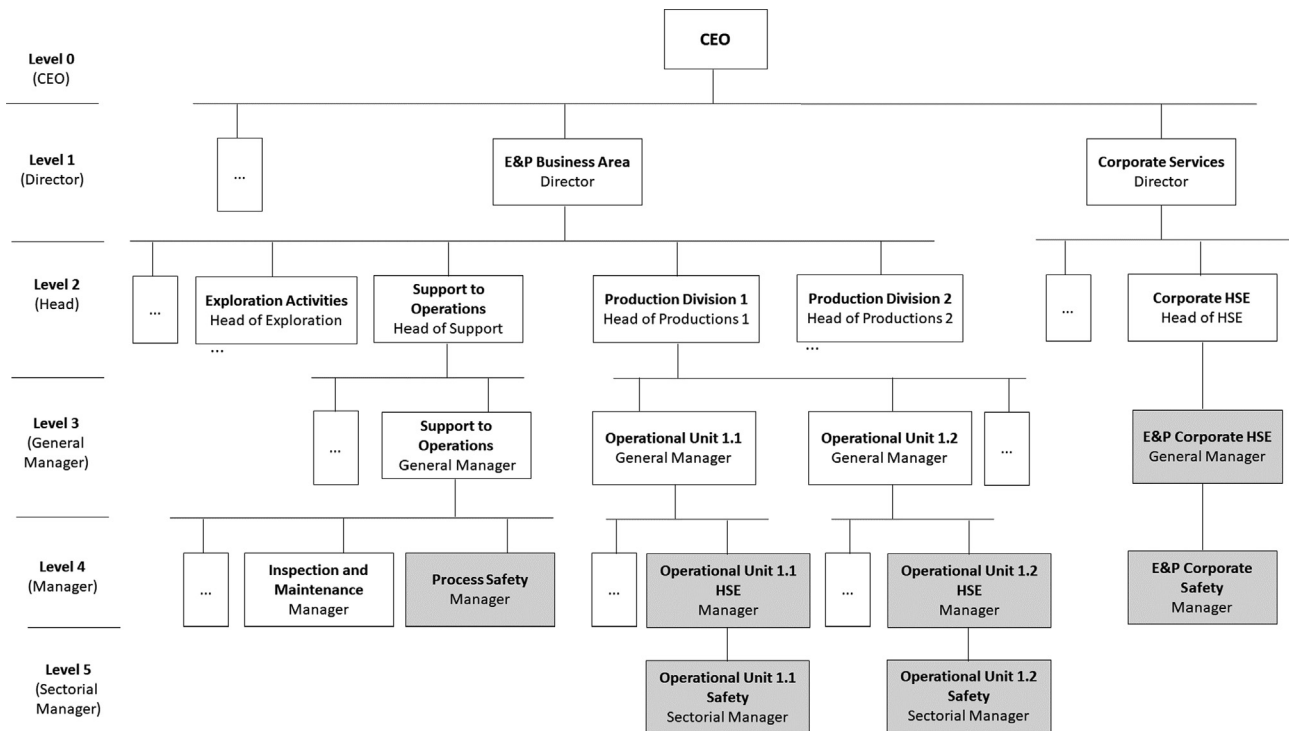 CEO
Level 0
(CEO)
Level 1
(Director)
...
E&P Business Area
Director
Corporate Services
Director
Level 2
(Head)
...
Exploration Activities
Head of Exploration
...
Support to
Operations
Head of Support
Production Division 1
Head of Productions 1
Production Division 2
Head of Productions 2
...
...
Corporate HSE
Head of HSE
Level 3
(General
Manager)
...
Support to
Operations
General Manager
Operational Unit 1.1
General Manager
Operational Unit 1.2
General Manager
...
E&P Corporate HSE
General Manager
Level 4
(Manager)
...
Inspection and
Maintenance
Manager
Process Safety
Manager
...
Operational Unit 1.1
HSE
Manager
...
Operational Unit 1.2
HSE
Manager
E&P Corporate
Safety
Manager
Level 5
(Sectorial
Manager)
Operational Unit 1.1
Safety
Sectorial Manager
Operational Unit 1.2
Safety
Sectorial Manager